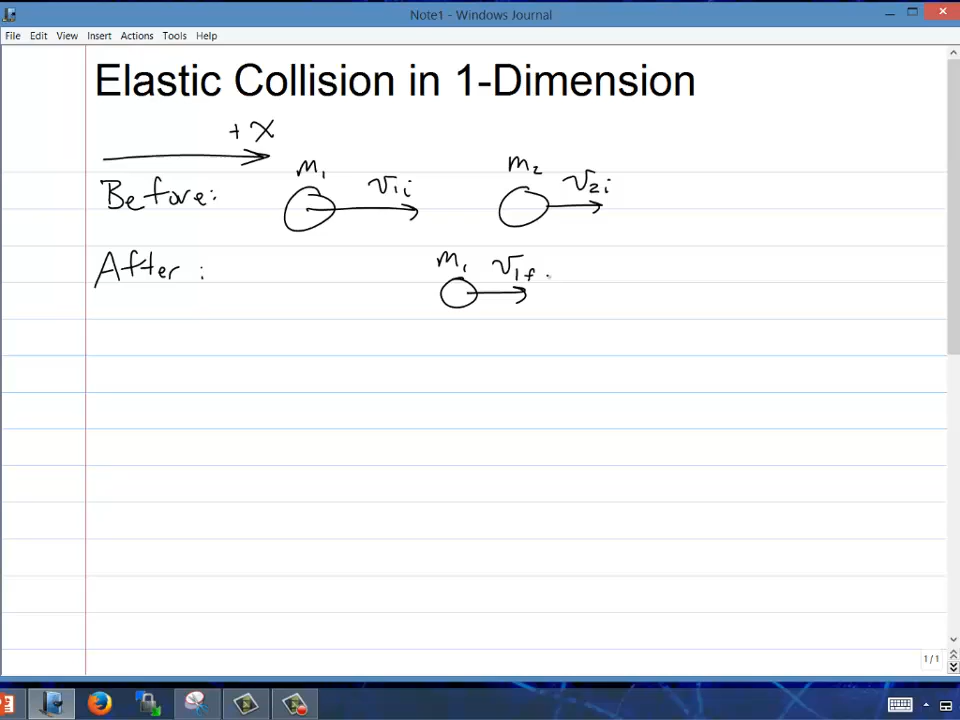 Note1 - Windows Journal
File Edit View Insert Actions Tools Help
Elastic Collision in 1-Dimension
+ X
m₁ m₂
Before: v₁ᵢ v₂ᵢ
m₁
After : v₁f
1/1